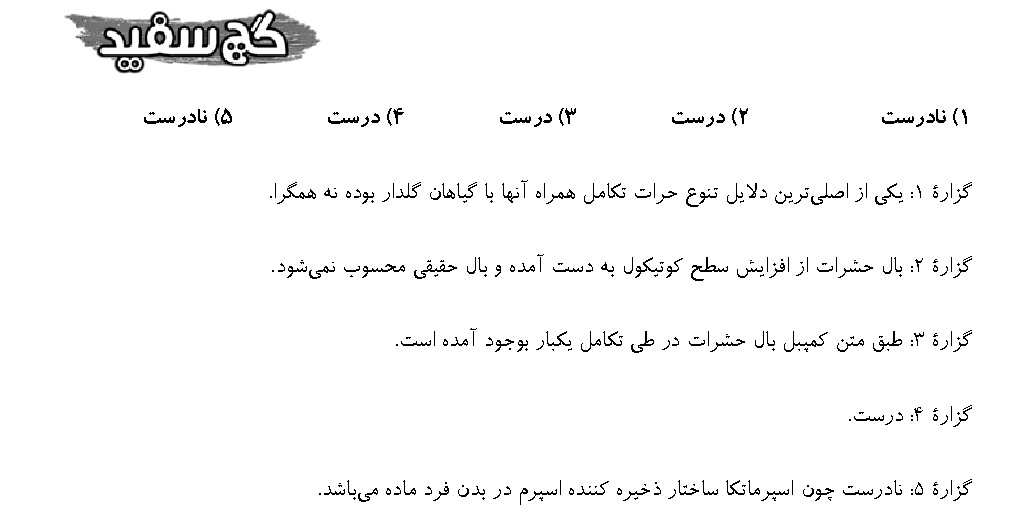 گچ سفید
۱) نادرست ۲) درست ۳) درست ۴) درست ۵) نادرست
گزارهٔ ۱: یکی از اصلی‌ترین دلایل تنوع حرات تکامل همراه آنها با گیاهان گلدار بوده نه همگرا.
گزارهٔ ۲: بال حشرات از افزایش سطح کوتیکول به دست آمده و بال حقیقی محسوب نمی‌شود.
گزارهٔ ۳: طبق متن کمپبل بال حشرات در طی تکامل یکبار بوجود آمده است.
گزارهٔ ۴: درست.
گزارهٔ ۵: نادرست چون اسپرماتکا ساختار ذخیره کننده اسپرم در بدن فرد ماده می‌باشد.